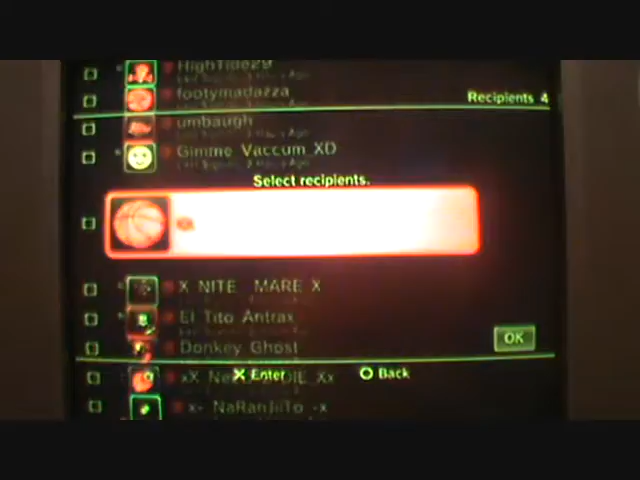 HighTide29
footymadazza
Recipients 4
umbaugh
Gimme Vaccum XD
Select recipients.
X NITE MARE X
El Tito Antrax
OK
Donkey Ghost
Enter Back
x- NaRanJiiTo -x